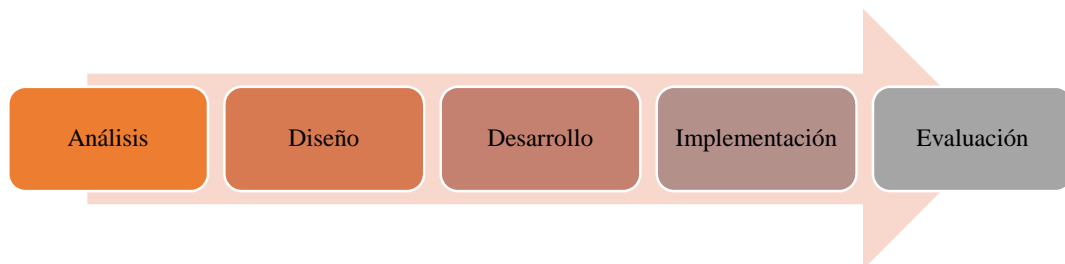 Análisis
Diseño
Desarrollo
Implementación
Evaluación